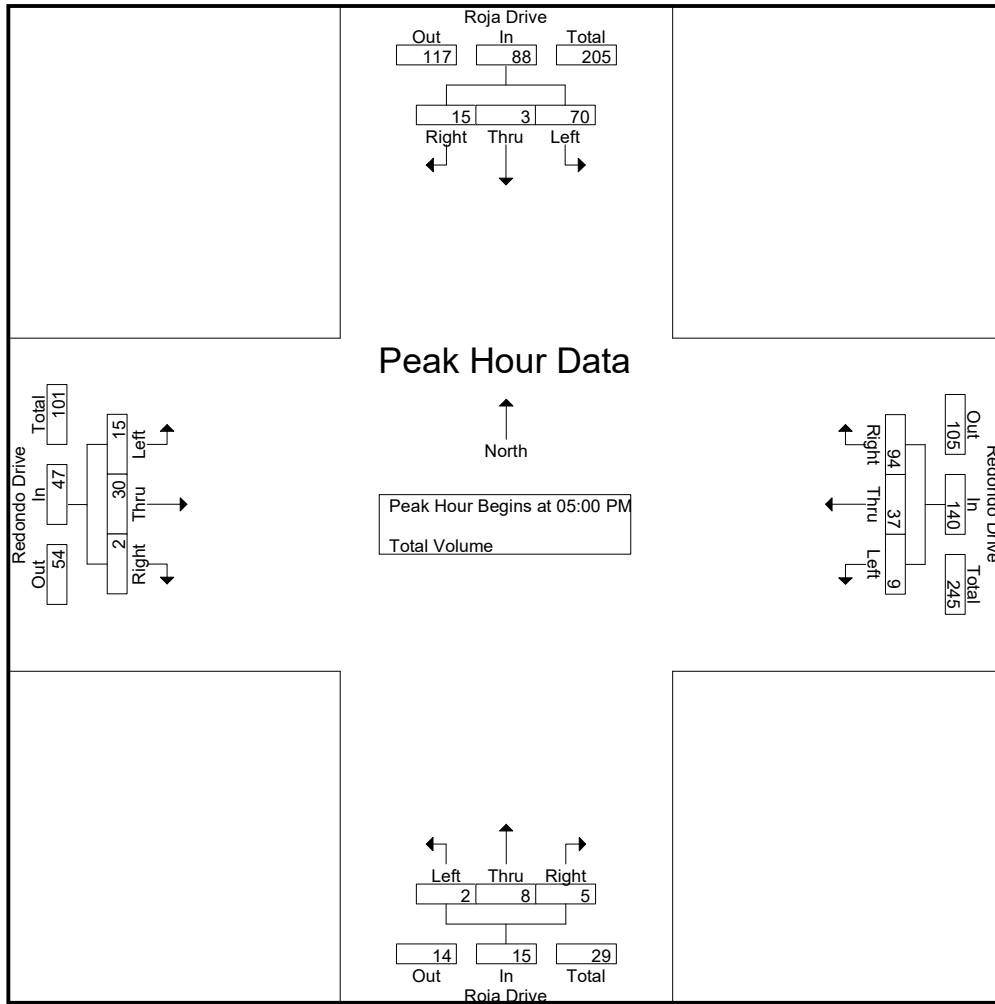 Roja Drive
Out In Total
117 88 205
15 3 70
Right Thru Left
Peak Hour Data
North
Peak Hour Begins at 05:00 PM
Total Volume
Redondo Drive
Out In Total
54 47 101
Left Thru Right
15 30 2
Redondo Drive
Out In Total
105 140 245
Right Thru Left
94 37 9
Left Thru Right
2 8 5
14 15 29
Out In Total
Roja Drive